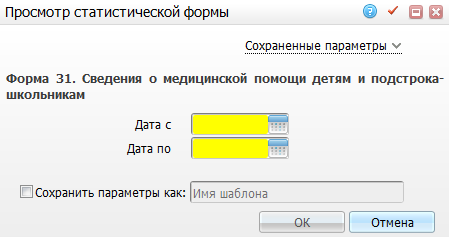 Просмотр статистической формы
Сохраненные параметры
Форма 31. Сведения о медицинской помощи детям и подстрока-
школьникам
Дата с
Дата по
Сохранить параметры как: Имя шаблона
ОК Отмена